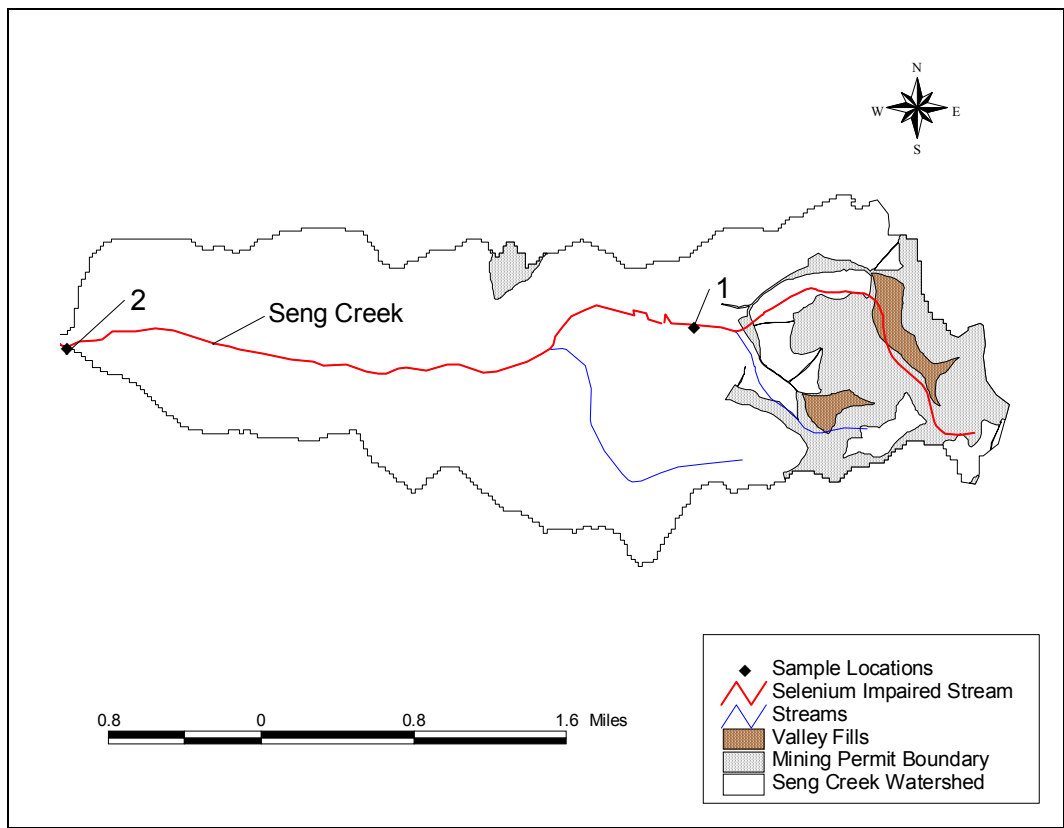 N
W E
S
1
2
Seng Creek
0.8 0 0.8 1.6 Miles
Sample Locations
Selenium Impaired Stream
Streams
Valley Fills
Mining Permit Boundary
Seng Creek Watershed